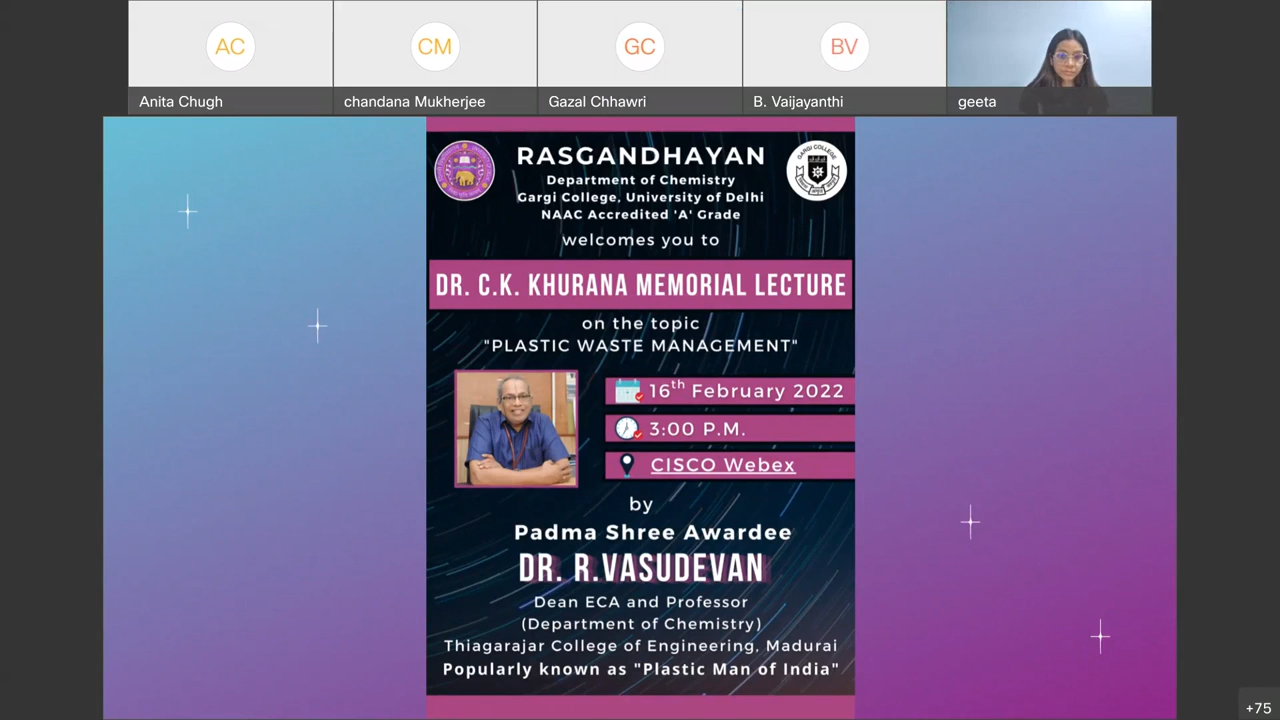 AC
CM
GC
BV
Anita Chugh
chandana Mukherjee
Gazal Chhawri
B. Vaijayanthi
geeta
RASGANDHAYAN
Department of Chemistry
Gargi College, University of Delhi
NAAC Accredited 'A' Grade
GARGI COLLEGE
welcomes you to
DR. C.K. KHURANA MEMORIAL LECTURE
on the topic
"PLASTIC WASTE MANAGEMENT"
16th February 2022
3:00 P.M.
CISCO Webex
by
Padma Shree Awardee
DR. R.VASUDEVAN
Dean ECA and Professor
(Department of Chemistry)
Thiagarajar College of Engineering, Madurai
Popularly known as "Plastic Man of India"
+75